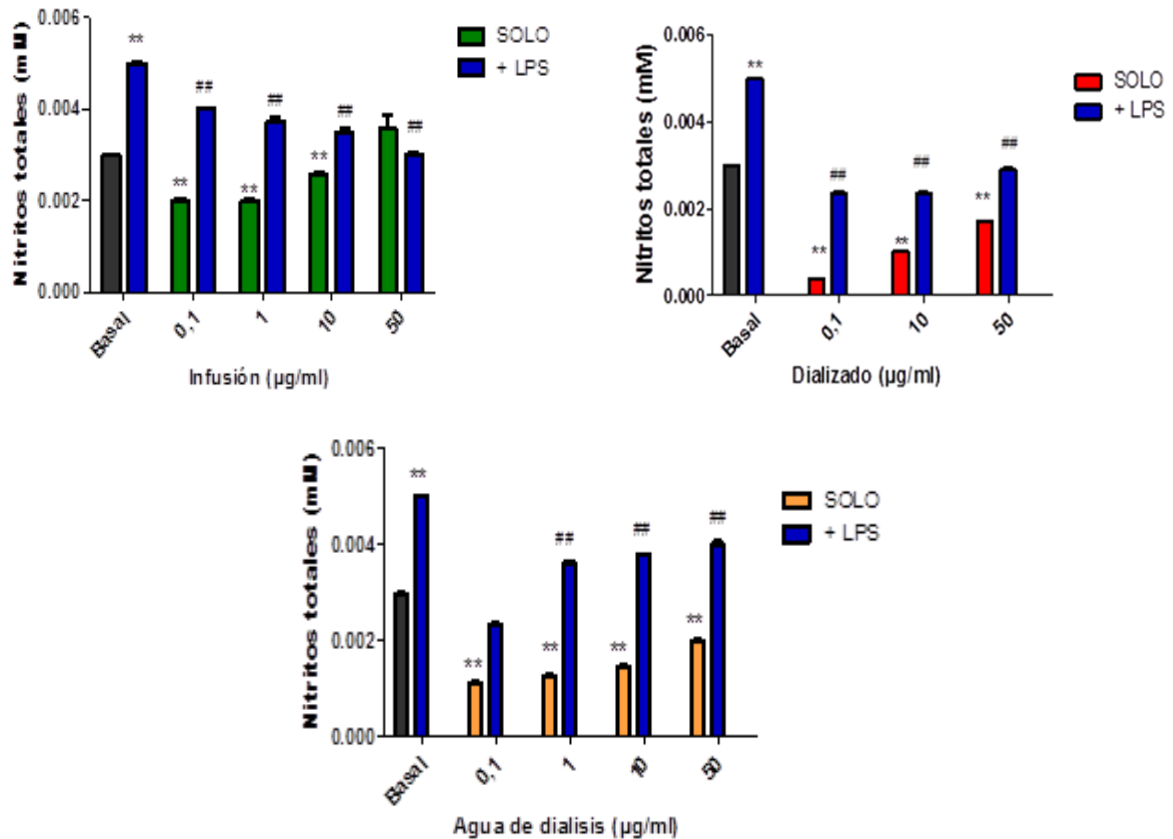 0.006
0.004
0.002
0.000
Nitritos totales (mM)
** ## ## ## ##
** ** **
SOLO
+ LPS
Basal 0,1 1 10 50
Infusión (µg/ml)
0.006
0.004
0.002
0.000
Nitritos totales (mM)
** ## ## ##
** ** **
SOLO
+ LPS
Basal 0,1 10 50
Dializado (µg/ml)
0.006
0.004
0.002
0.000
Nitritos totales (mM)
** ## ## ##
** ** ** **
SOLO
+ LPS
Basal 0,1 1 10 50
Agua de dialisis (µg/ml)